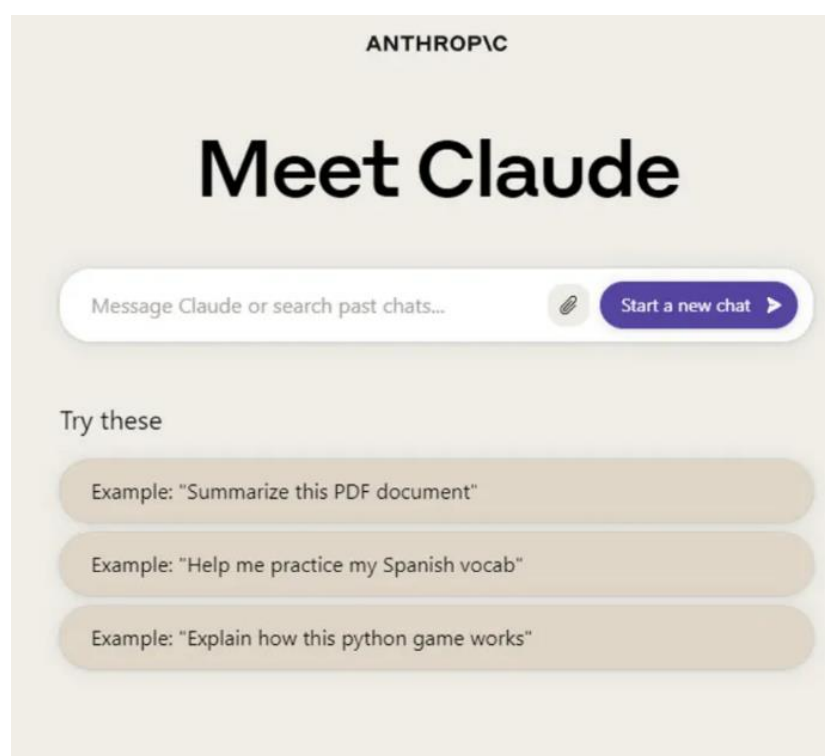 ANTHROP\C
Meet Claude
Message Claude or search past chats...
Start a new chat
Try these
Example: "Summarize this PDF document"
Example: "Help me practice my Spanish vocab"
Example: "Explain how this python game works"